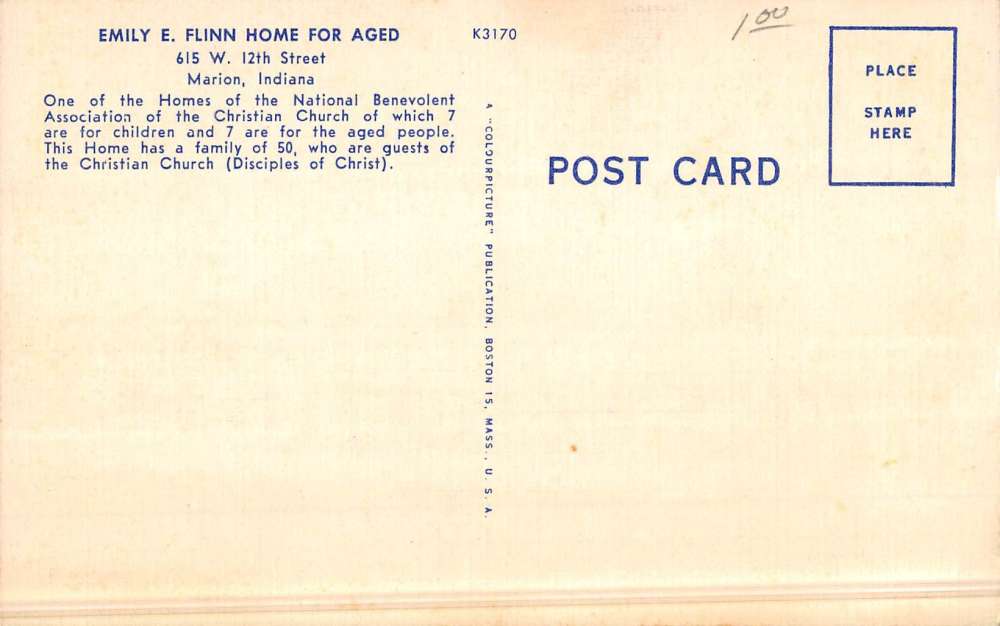 EMILY E. FLINN HOME FOR AGED
615 W. 12th Street
Marion, Indiana
One of the Homes of the National Benevolent
Association of the Christian Church of which 7
are for children and 7 are for the aged people.
This Home has a family of 50, who are guests of
the Christian Church (Disciples of Christ).
K3170
A "COLOURPICTURE" PUBLICATION, BOSTON 15, MASS., U. S. A.
1 00
POST CARD
PLACE
STAMP
HERE